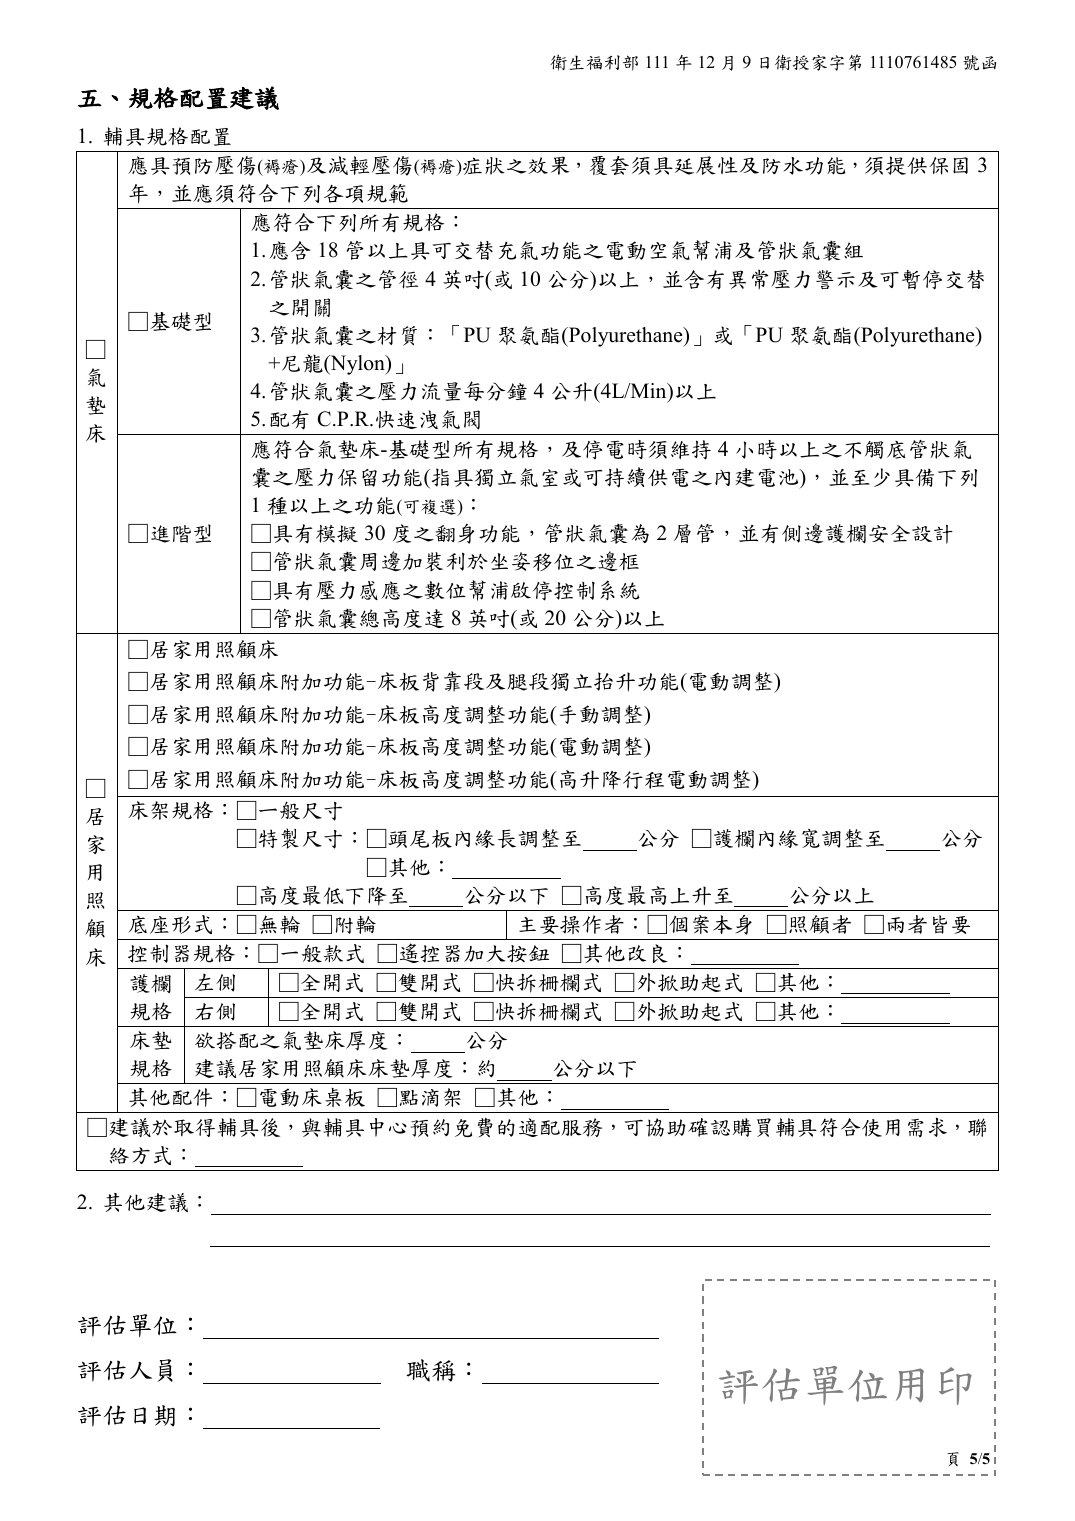 衛生福利部 111 年 12 月 9 日衛授家字第 1110761485 號函
五、規格配置建議
1. 輔具規格配置
□氣墊床
應具預防壓傷(褥瘡)及減輕壓傷(褥瘡)症狀之效果，覆套須具延展性及防水功能，須提供保固 3
年，並應須符合下列各項規範
□基礎型
應符合下列所有規格：
1.應含 18 管以上具可交替充氣功能之電動空氣幫浦及管狀氣囊組
2.管狀氣囊之管徑 4 英吋(或 10 公分)以上，並含有異常壓力警示及可暫停交替
之開關
3.管狀氣囊之材質：「PU 聚氨酯(Polyurethane)」或「PU 聚氨酯(Polyurethane)
+尼龍(Nylon)」
4.管狀氣囊之壓力流量每分鐘 4 公升(4L/Min)以上
5.配有 C.P.R.快速洩氣閥
□進階型
應符合氣墊床-基礎型所有規格，及停電時須維持 4 小時以上之不觸底管狀氣
囊之壓力保留功能(指具獨立氣室或可持續供電之內建電池)，並至少具備下列
1 種以上之功能(可複選)：
□具有模擬 30 度之翻身功能，管狀氣囊為 2 層管，並有側邊護欄安全設計
□管狀氣囊周邊加裝利於坐姿移位之邊框
□具有壓力感應之數位幫浦啟停控制系統
□管狀氣囊總高度達 8 英吋(或 20 公分)以上
□居家用照顧床
□居家用照顧床
□居家用照顧床附加功能-床板背靠段及腿段獨立抬升功能(電動調整)
□居家用照顧床附加功能-床板高度調整功能(手動調整)
□居家用照顧床附加功能-床板高度調整功能(電動調整)
□居家用照顧床附加功能-床板高度調整功能(高升降行程電動調整)
床架規格：□一般尺寸
□特製尺寸：□頭尾板內緣長調整至_____公分 □護欄內緣寬調整至_____公分
□其他：__________
□高度最低下降至_____公分以下 □高度最高上升至_____公分以上
底座形式：□無輪 □附輪 主要操作者：□個案本身 □照顧者 □兩者皆要
控制器規格：□一般款式 □遙控器加大按鈕 □其他改良：__________
護欄規格
左側 □全開式 □雙開式 □快拆柵欄式 □外掀助起式 □其他：__________
右側 □全開式 □雙開式 □快拆柵欄式 □外掀助起式 □其他：__________
床墊規格
欲搭配之氣墊床厚度：_____公分
建議居家用照顧床床墊厚度：約_____公分以下
其他配件：□電動床桌板 □點滴架 □其他：__________
□建議於取得輔具後，與輔具中心預約免費的適配服務，可協助確認購買輔具符合使用需求，聯
絡方式：__________
2. 其他建議：
評估單位：
評估人員： 職稱：
評估日期：
評估單位用印
頁 5/5